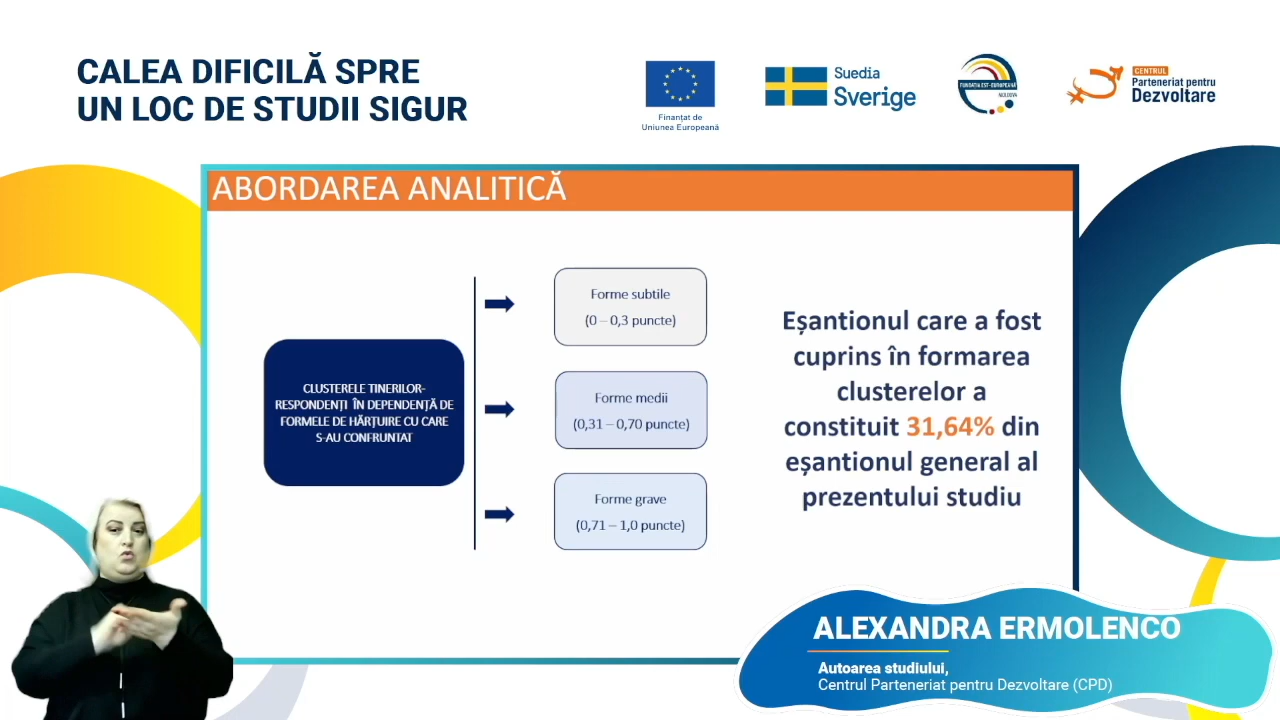 CALEA DIFICILĂ SPRE
UN LOC DE STUDII SIGUR
Finanțat de
Uniunea Europeană
Suedia
Sverige
FUNDAȚIA EST-EUROPEANĂ
MOLDOVA
CENTRUL
Parteneriat pentru
Dezvoltare
ABORDAREA ANALITICĂ
CLUSTERELE TINERILOR-
RESPONDENȚI ÎN DEPENDENȚĂ DE
FORMELE DE HĂRȚUIRE CU CARE
S-AU CONFRUNTAT
Forme subtile
(0 – 0,3 puncte)
Forme medii
(0,31 – 0,70 puncte)
Forme grave
(0,71 – 1,0 puncte)
Eșantionul care a fost
cuprins în formarea
clusterelor a
constituit 31,64% din
eșantionul general al
prezentului studiu
ALEXANDRA ERMOLENCO
Autoarea studiului,
Centrul Parteneriat pentru Dezvoltare (CPD)